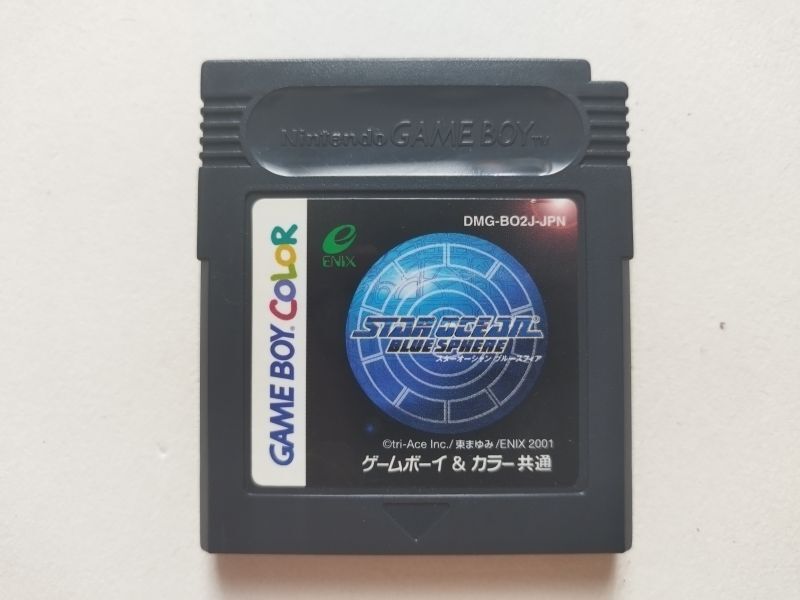 Nintendo GAME BOY™
DMG-BO2J-JPN
GAME BOY COLOR
ENIX
STAR OCEAN®
BLUE SPHERE
スターオーシャン ブルースフィア
©tri-Ace Inc./東まゆみ/ENIX 2001
ゲームボーイ & カラー共通